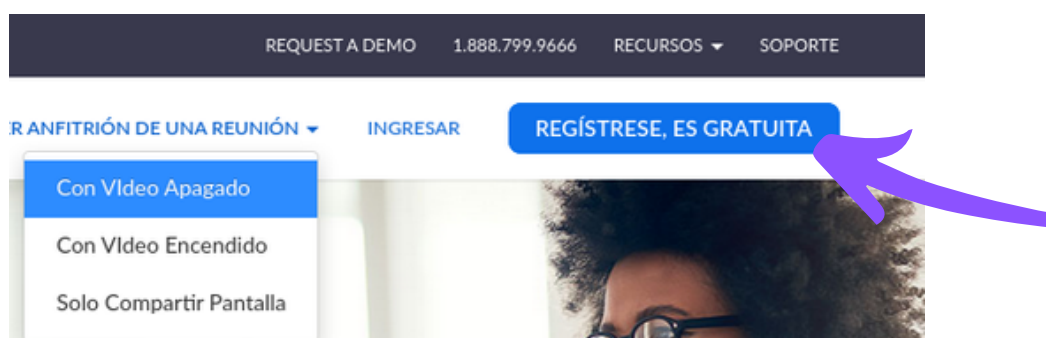 REQUEST A DEMO 1.888.799.9666 RECURSOS SOPORTE
R ANFITRIÓN DE UNA REUNIÓN INGRESAR REGÍSTRESE, ES GRATUITA
Con VIdeo Apagado
Con VIdeo Encendido
Solo Compartir Pantalla